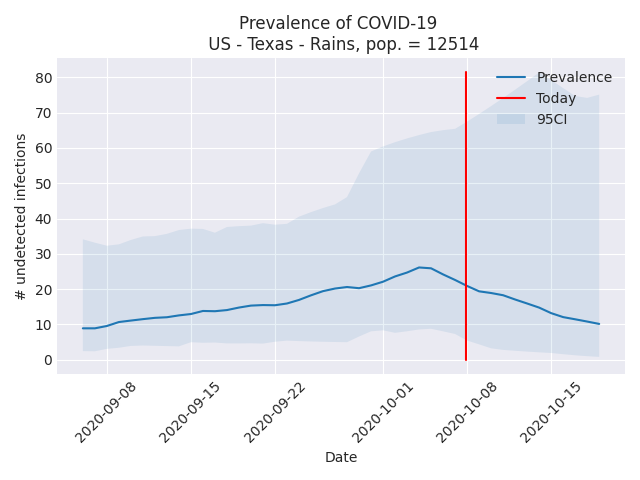 Prevalence of COVID-19
US - Texas - Rains, pop. = 12514
# undetected infections
80
70
60
50
40
30
20
10
0
Prevalence
Today
95CI
2020-09-08
2020-09-15
2020-09-22
2020-10-01
2020-10-08
2020-10-15
Date